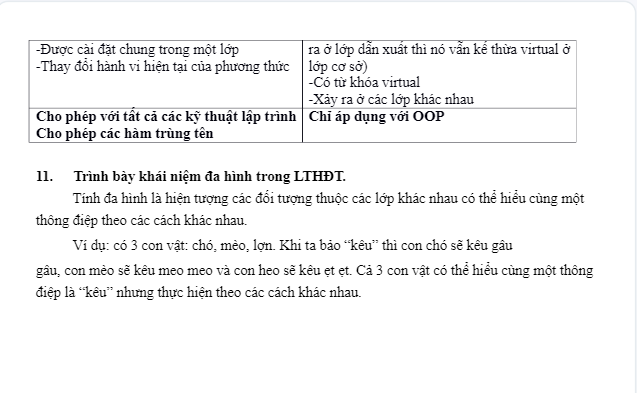 -Được cài đặt chung trong một lớp
-Thay đổi hành vi hiện tại của phương thức
ra ở lớp dẫn xuất thì nó vẫn kế thừa virtual ở
lớp cơ sở)
-Có từ khóa virtual
-Xảy ra ở các lớp khác nhau
Cho phép với tất cả các kỹ thuật lập trình
Cho phép các hàm trùng tên
Chỉ áp dụng với OOP
11. Trình bày khái niệm đa hình trong LTHĐT.
Tính đa hình là hiện tượng các đối tượng thuộc các lớp khác nhau có thể hiểu cùng một
thông điệp theo các cách khác nhau.
Ví dụ: có 3 con vật: chó, mèo, lợn. Khi ta bảo “kêu” thì con chó sẽ kêu gâu
gâu, con mèo sẽ kêu meo meo và con heo sẽ kêu ẹt ẹt. Cả 3 con vật có thể hiểu cùng một thông
điệp là “kêu” nhưng thực hiện theo các cách khác nhau.